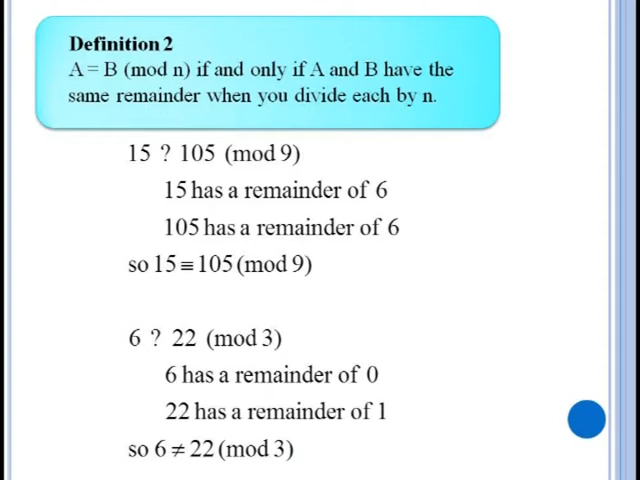 Definition 2
A = B (mod n) if and only if A and B have the
same remainder when you divide each by n.
15 ? 105 (mod 9)
15 has a remainder of 6
105 has a remainder of 6
so 15 ≡ 105 (mod 9)
6 ? 22 (mod 3)
6 has a remainder of 0
22 has a remainder of 1
so 6 ≠ 22 (mod 3)